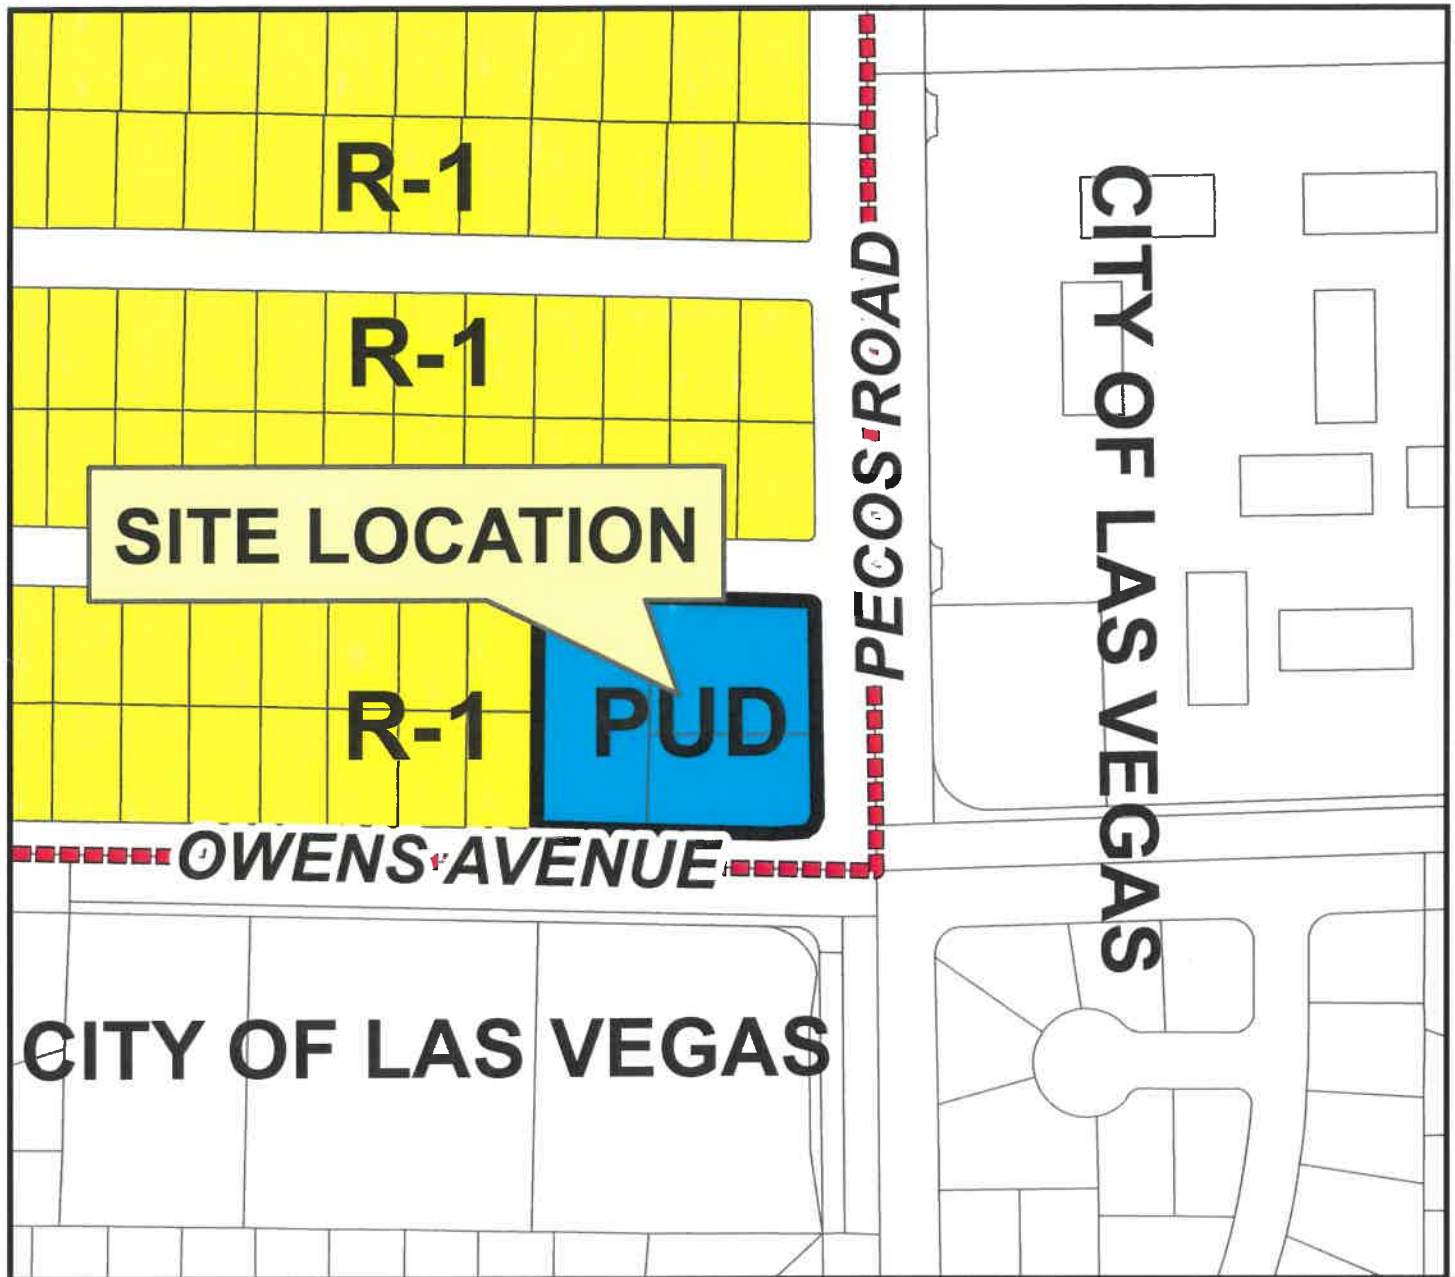 R-1
PECOS ROAD
CITY OF LAS VEGAS
R-1
SITE LOCATION
R-1
PUD
OWENS AVENUE
CITY OF LAS VEGAS